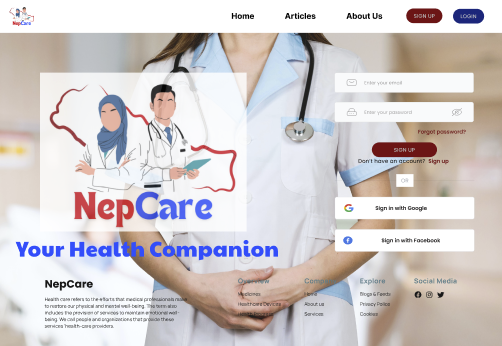 NepCare
Home
Articles
About Us
SIGN UP
LOGIN
Enter your email
Enter your password
Forgot password?
SIGN UP
Don't have an account? Sign up
OR
Sign in with Google
Sign in with Facebook
NepCare
Your Health Companion
NepCare
Health care refers to the efforts that medical professionals make
to restore our physical and mental well-being. The term also
includes the provision of services to maintain emotional well-
being. We call people and organizations that provide these
services health-care providers.
Overview
Medicines
Healthcare Devices
Home
About us
Services
Explore
Blogs & Feeds
Privacy Policy
Cookies
Social Media